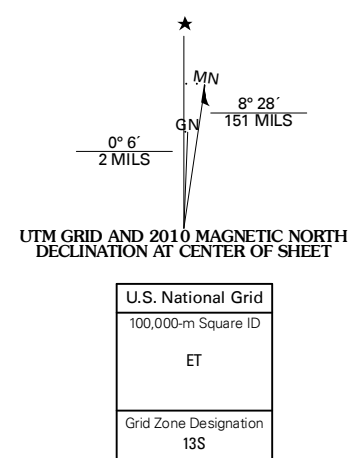 ★
MN
8° 28´
151 MILS
GN
0° 6´
2 MILS
UTM GRID AND 2010 MAGNETIC NORTH
DECLINATION AT CENTER OF SHEET
U.S. National Grid
100,000-m Square ID
ET
Grid Zone Designation
13S